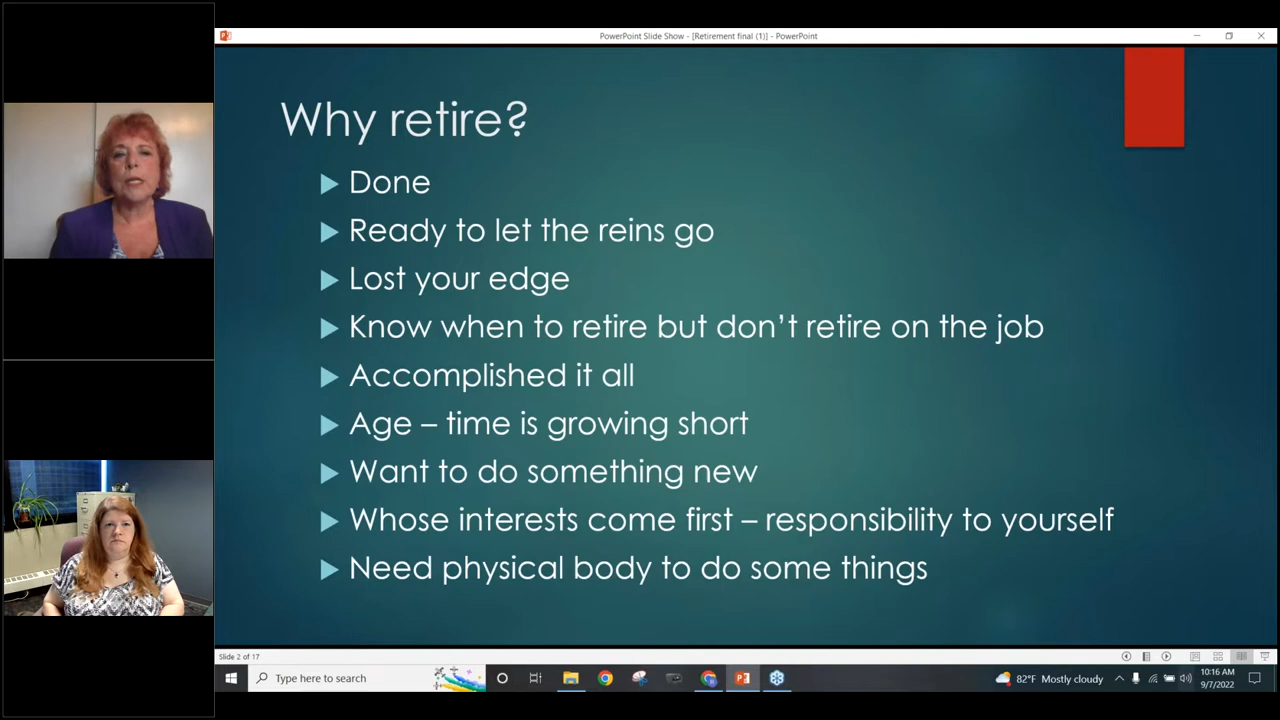 PowerPoint Slide Show - [Retirement final (1)] - PowerPoint
Why retire?
Done
Ready to let the reins go
Lost your edge
Know when to retire but don't retire on the job
Accomplished it all
Age – time is growing short
Want to do something new
Whose interests come first – responsibility to yourself
Need physical body to do some things
Slide 2 of 17
Type here to search
82°F Mostly cloudy
10:16 AM
9/7/2022